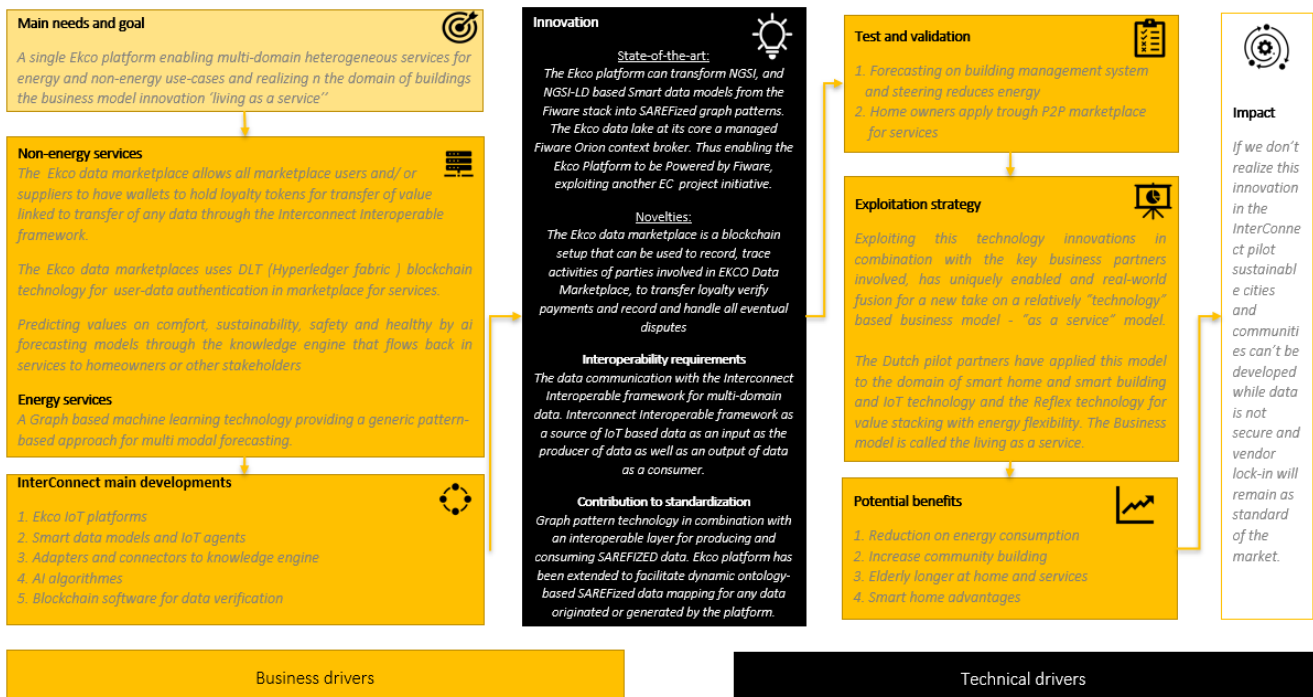 Main needs and goal
A single Ekco platform enabling multi-domain heterogeneous services for
energy and non-energy use-cases and realizing n the domain of buildings
the business model innovation ‘living as a service’’
Non-energy services
The Ekco data marketplace allows all marketplace users and/ or
suppliers to have wallets to hold loyalty tokens for transfer of value
linked to transfer of any data through the Interconnect Interoperable
framework.
The Ekco data marketplaces uses DLT (Hyperledger fabric ) blockchain
technology for user-data authentication in marketplace for services.
Predicting values on comfort, sustainability, safety and healthy by ai
forecasting models through the knowledge engine that flows back in
services to homeowners or other stakeholders
Energy services
A Graph based machine learning technology providing a generic pattern-
based approach for multi modal forecasting.
InterConnect main developments
1. Ekco IoT platforms
2. Smart data models and IoT agents
3. Adapters and connectors to knowledge engine
4. AI algorithmes
5. Blockchain software for data verification
Innovation
State-of-the-art:
The Ekco platform can transform NGSI, and
NGSI-LD based Smart data models from the
Fiware stack into SAREFized graph patterns.
The Ekco data lake at its core a managed
Fiware Orion context broker. Thus enabling the
Ekco Platform to be Powered by Fiware,
exploiting another EC project initiative.
Novelties:
The Ekco data marketplace is a blockchain
setup that can be used to record, trace
activities of parties involved in EKCO Data
Marketplace, to transfer loyalty verify
payments and record and handle all eventual
disputes
Interoperability requirements
The data communication with the Interconnect
Interoperable framework for multi-domain
data. Interconnect Interoperable framework as
a source of IoT based data as an input as the
producer of data as well as an output of data
as a consumer.
Contribution to standardization
Graph pattern technology in combination with
an interoperable layer for producing and
consuming SAREFIZED data. Ekco platform has
been extended to facilitate dynamic ontology-
based SAREFized data mapping for any data
originated or generated by the platform.
Test and validation
1. Forecasting on building management system
and steering reduces energy
2. Home owners apply trough P2P marketplace
for services
Exploitation strategy
Exploiting this technology innovations in
combination with the key business partners
involved, has uniquely enabled and real-world
fusion for a new take on a relatively “technology”
based business model - “as a service” model.
The Dutch pilot partners have applied this model
to the domain of smart home and smart building
and IoT technology and the Reflex technology for
value stacking with energy flexibility. The Business
model is called the living as a service.
Potential benefits
1. Reduction on energy consumption
2. Increase community building
3. Elderly longer at home and services
4. Smart home advantages
Impact
If we don’t
realize this
innovation
in the
InterConne
ct pilot
sustainabl
e cities
and
communiti
es can’t be
developed
while data
is not
secure and
vendor
lock-in will
remain as
standard
of the
market.
Business drivers
Technical drivers